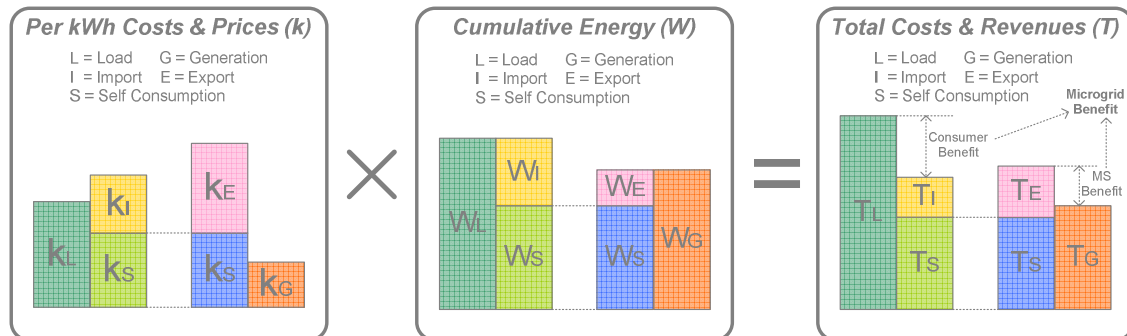 Per kWh Costs & Prices (k)
L = Load G = Generation
I = Import E = Export
S = Self Consumption
kL
kI
kS
kE
kS
kG
×
Cumulative Energy (W)
L = Load G = Generation
I = Import E = Export
S = Self Consumption
WL
WI
WS
WE
WS
WG
=
Total Costs & Revenues (T)
L = Load G = Generation
I = Import E = Export
S = Self Consumption
Microgrid
Benefit
Consumer
Benefit
MS
Benefit
TL
TI
TS
TE
TS
TG